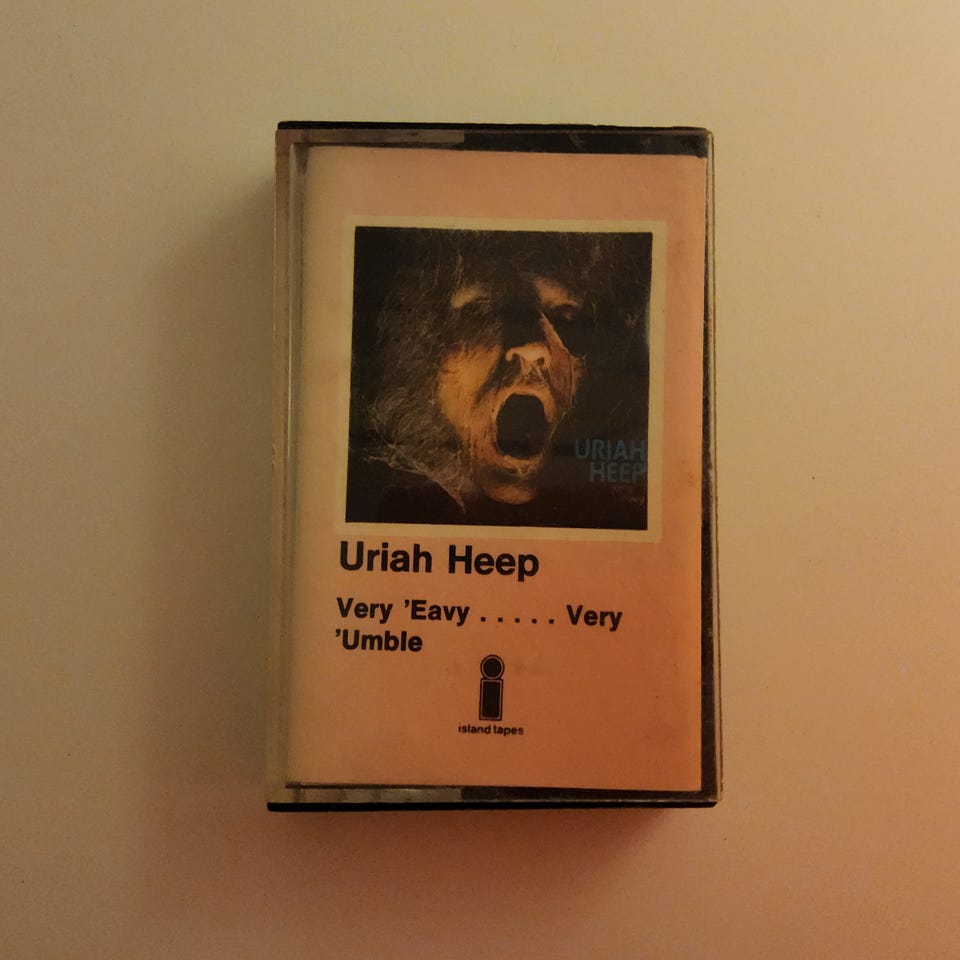 URIAH
HEEP
Uriah Heep
Very ’Eavy ..... Very
’Umble
island tapes